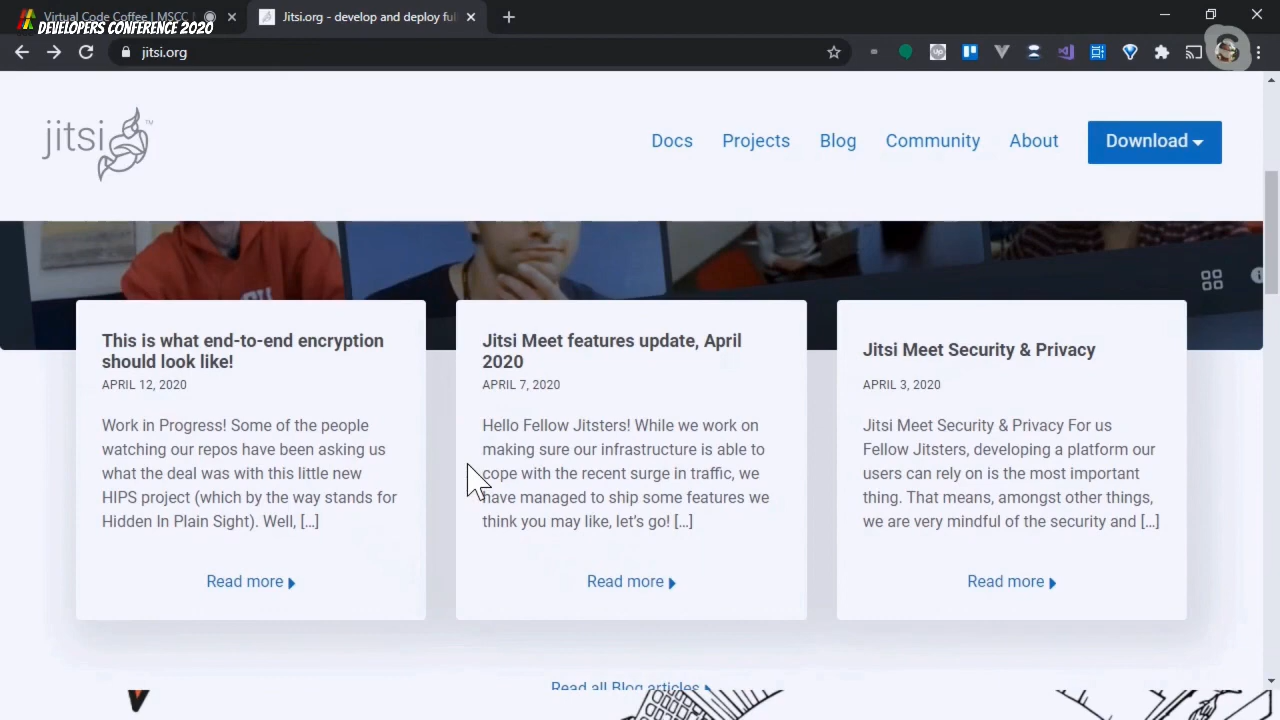 Virtual Code Coffee | MSCC
Jitsi.org - develop and deploy full
DEVELOPERS CONFERENCE 2020
jitsi.org
jitsi™
Docs
Projects
Blog
Community
About
Download
This is what end-to-end encryption
should look like!
APRIL 12, 2020
Work in Progress! Some of the people
watching our repos have been asking us
what the deal was with this little new
HIPS project (which by the way stands for
Hidden In Plain Sight). Well, [...]
Read more
Jitsi Meet features update, April
2020
APRIL 7, 2020
Hello Fellow Jitsters! While we work on
making sure our infrastructure is able to
cope with the recent surge in traffic, we
have managed to ship some features we
think you may like, let's go! [...]
Read more
Jitsi Meet Security & Privacy
APRIL 3, 2020
Jitsi Meet Security & Privacy For us
Fellow Jitsters, developing a platform our
users can rely on is the most important
thing. That means, amongst other things,
we are very mindful of the security and [...]
Read more
Read all Blog articles